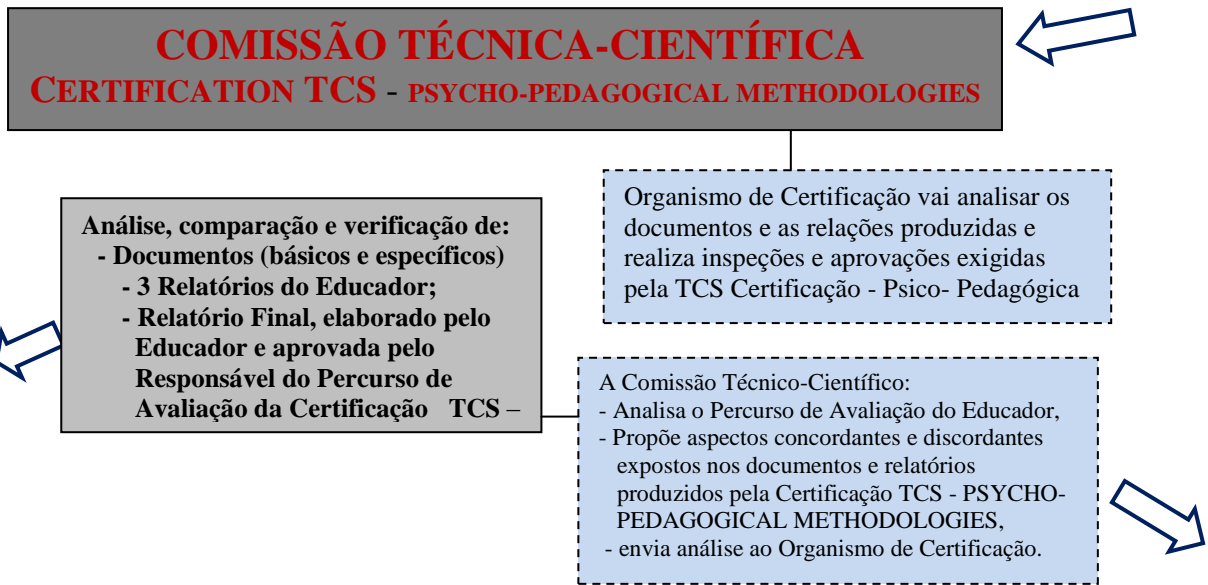 COMISSÃO TÉCNICA-CIENTÍFICA
CERTIFICATION TCS - PSYCHO-PEDAGOGICAL METHODOLOGIES
Organismo de Certificação vai analisar os
documentos e as relações produzidas e
realiza inspeções e aprovações exigidas
pela TCS Certificação - Psico- Pedagógica
Análise, comparação e verificação de:
- Documentos (básicos e específicos)
- 3 Relatórios do Educador;
- Relatório Final, elaborado pelo
Educador e aprovada pelo
Responsável do Percurso de
Avaliação da Certificação TCS –
A Comissão Técnico-Científico:
- Analisa o Percurso de Avaliação do Educador,
- Propõe aspectos concordantes e discordantes
expostos nos documentos e relatórios
produzidos pela Certificação TCS - PSYCHO-
PEDAGOGICAL METHODOLOGIES,
- envia análise ao Organismo de Certificação.